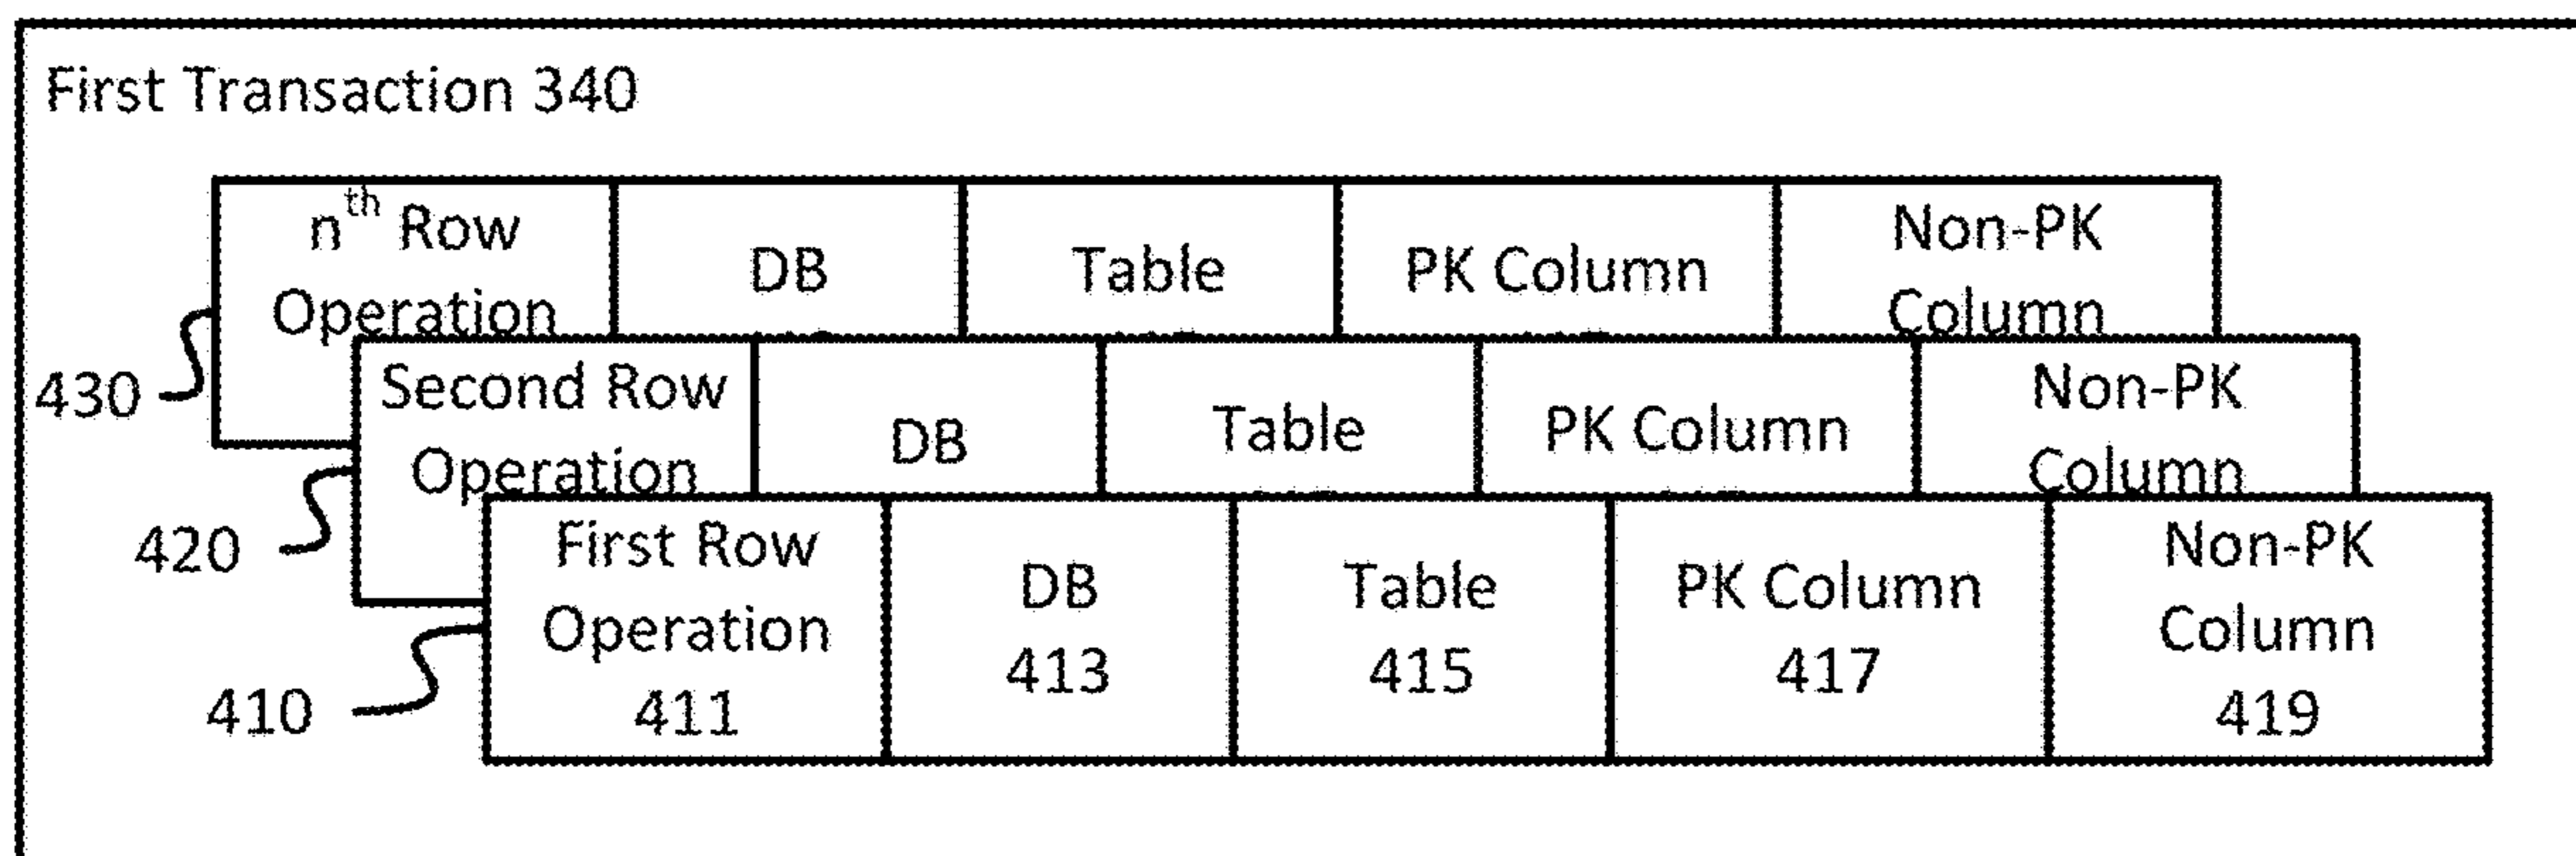 First Transaction 340
nth Row
Operation
DB
Table
PK Column
Non-PK
Column
430
Second Row
Operation
DB
Table
PK Column
Non-PK
Column
420
First Row
Operation
411
DB
413
Table
415
PK Column
417
Non-PK
Column
419
410